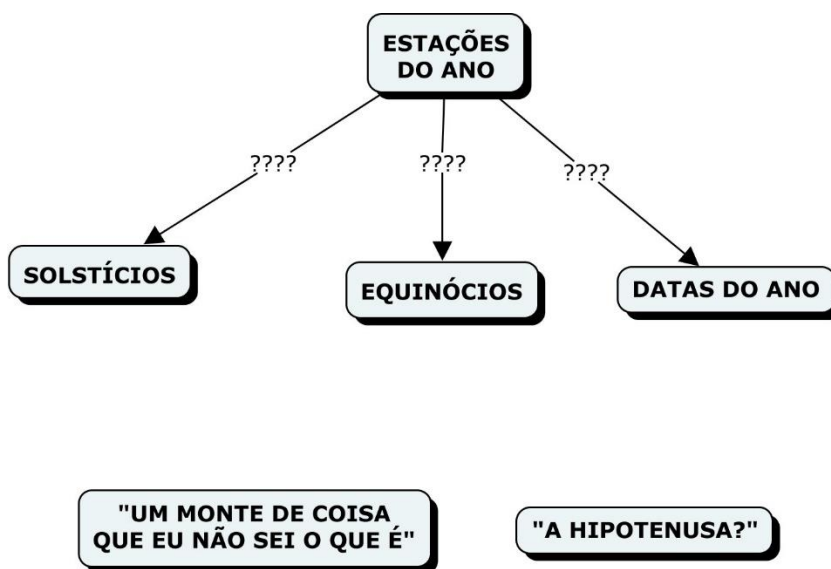 ESTAÇÕES
DO ANO
????
????
????
SOLSTÍCIOS
EQUINÓCIOS
DATAS DO ANO
"UM MONTE DE COISA
QUE EU NÃO SEI O QUE É"
"A HIPOTENUSA?"